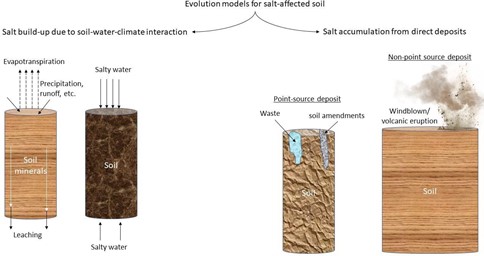 Evolution models for salt-affected soil
Salt build-up due to soil-water-climate interaction
Salt accumulation from direct deposits
Evapotranspiration
Precipitation,
runoff, etc.
Soil
minerals
Leaching
Salty water
Soil
Salty water
Point-source deposit
Waste
soil amendments
Soil
Non-point source deposit
Windblown/
volcanic eruption
Soil